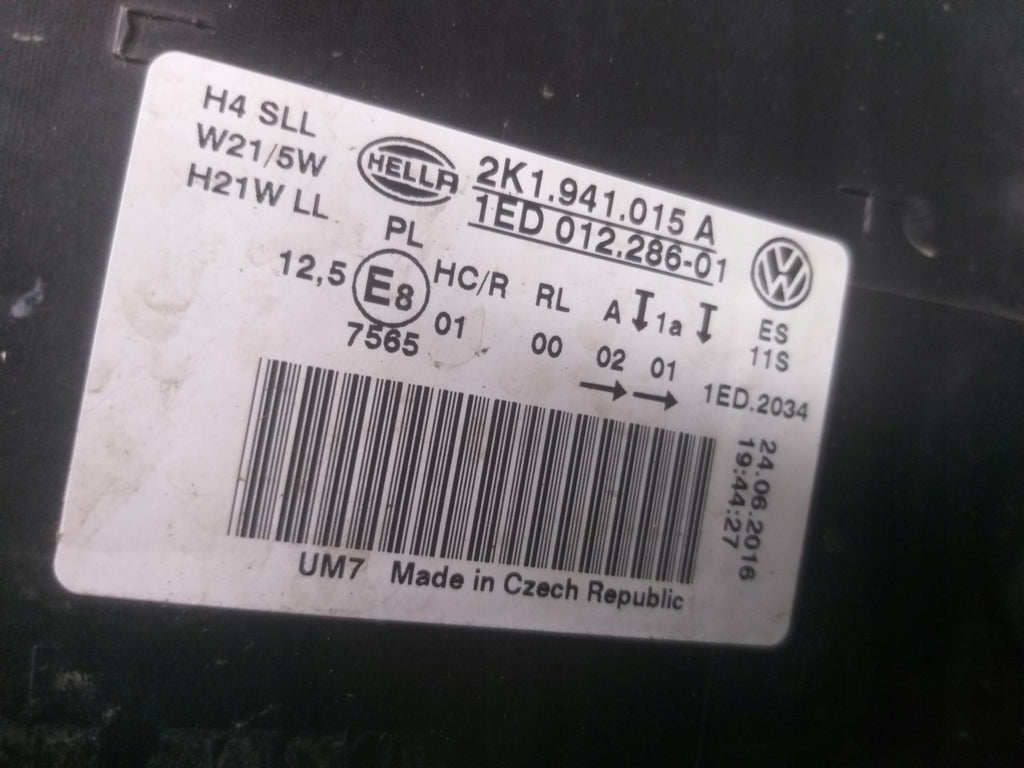 H4 SLL
W21/5W
H21W LL
HELLA
2K1.941.015 A
1ED 012.286-01
PL
12,5 E8 HC/R RL A 1a
7565 01 00 02 01
VW
ES
11S
1ED.2034
24.06.2016
19:44:27
UM7 Made in Czech Republic